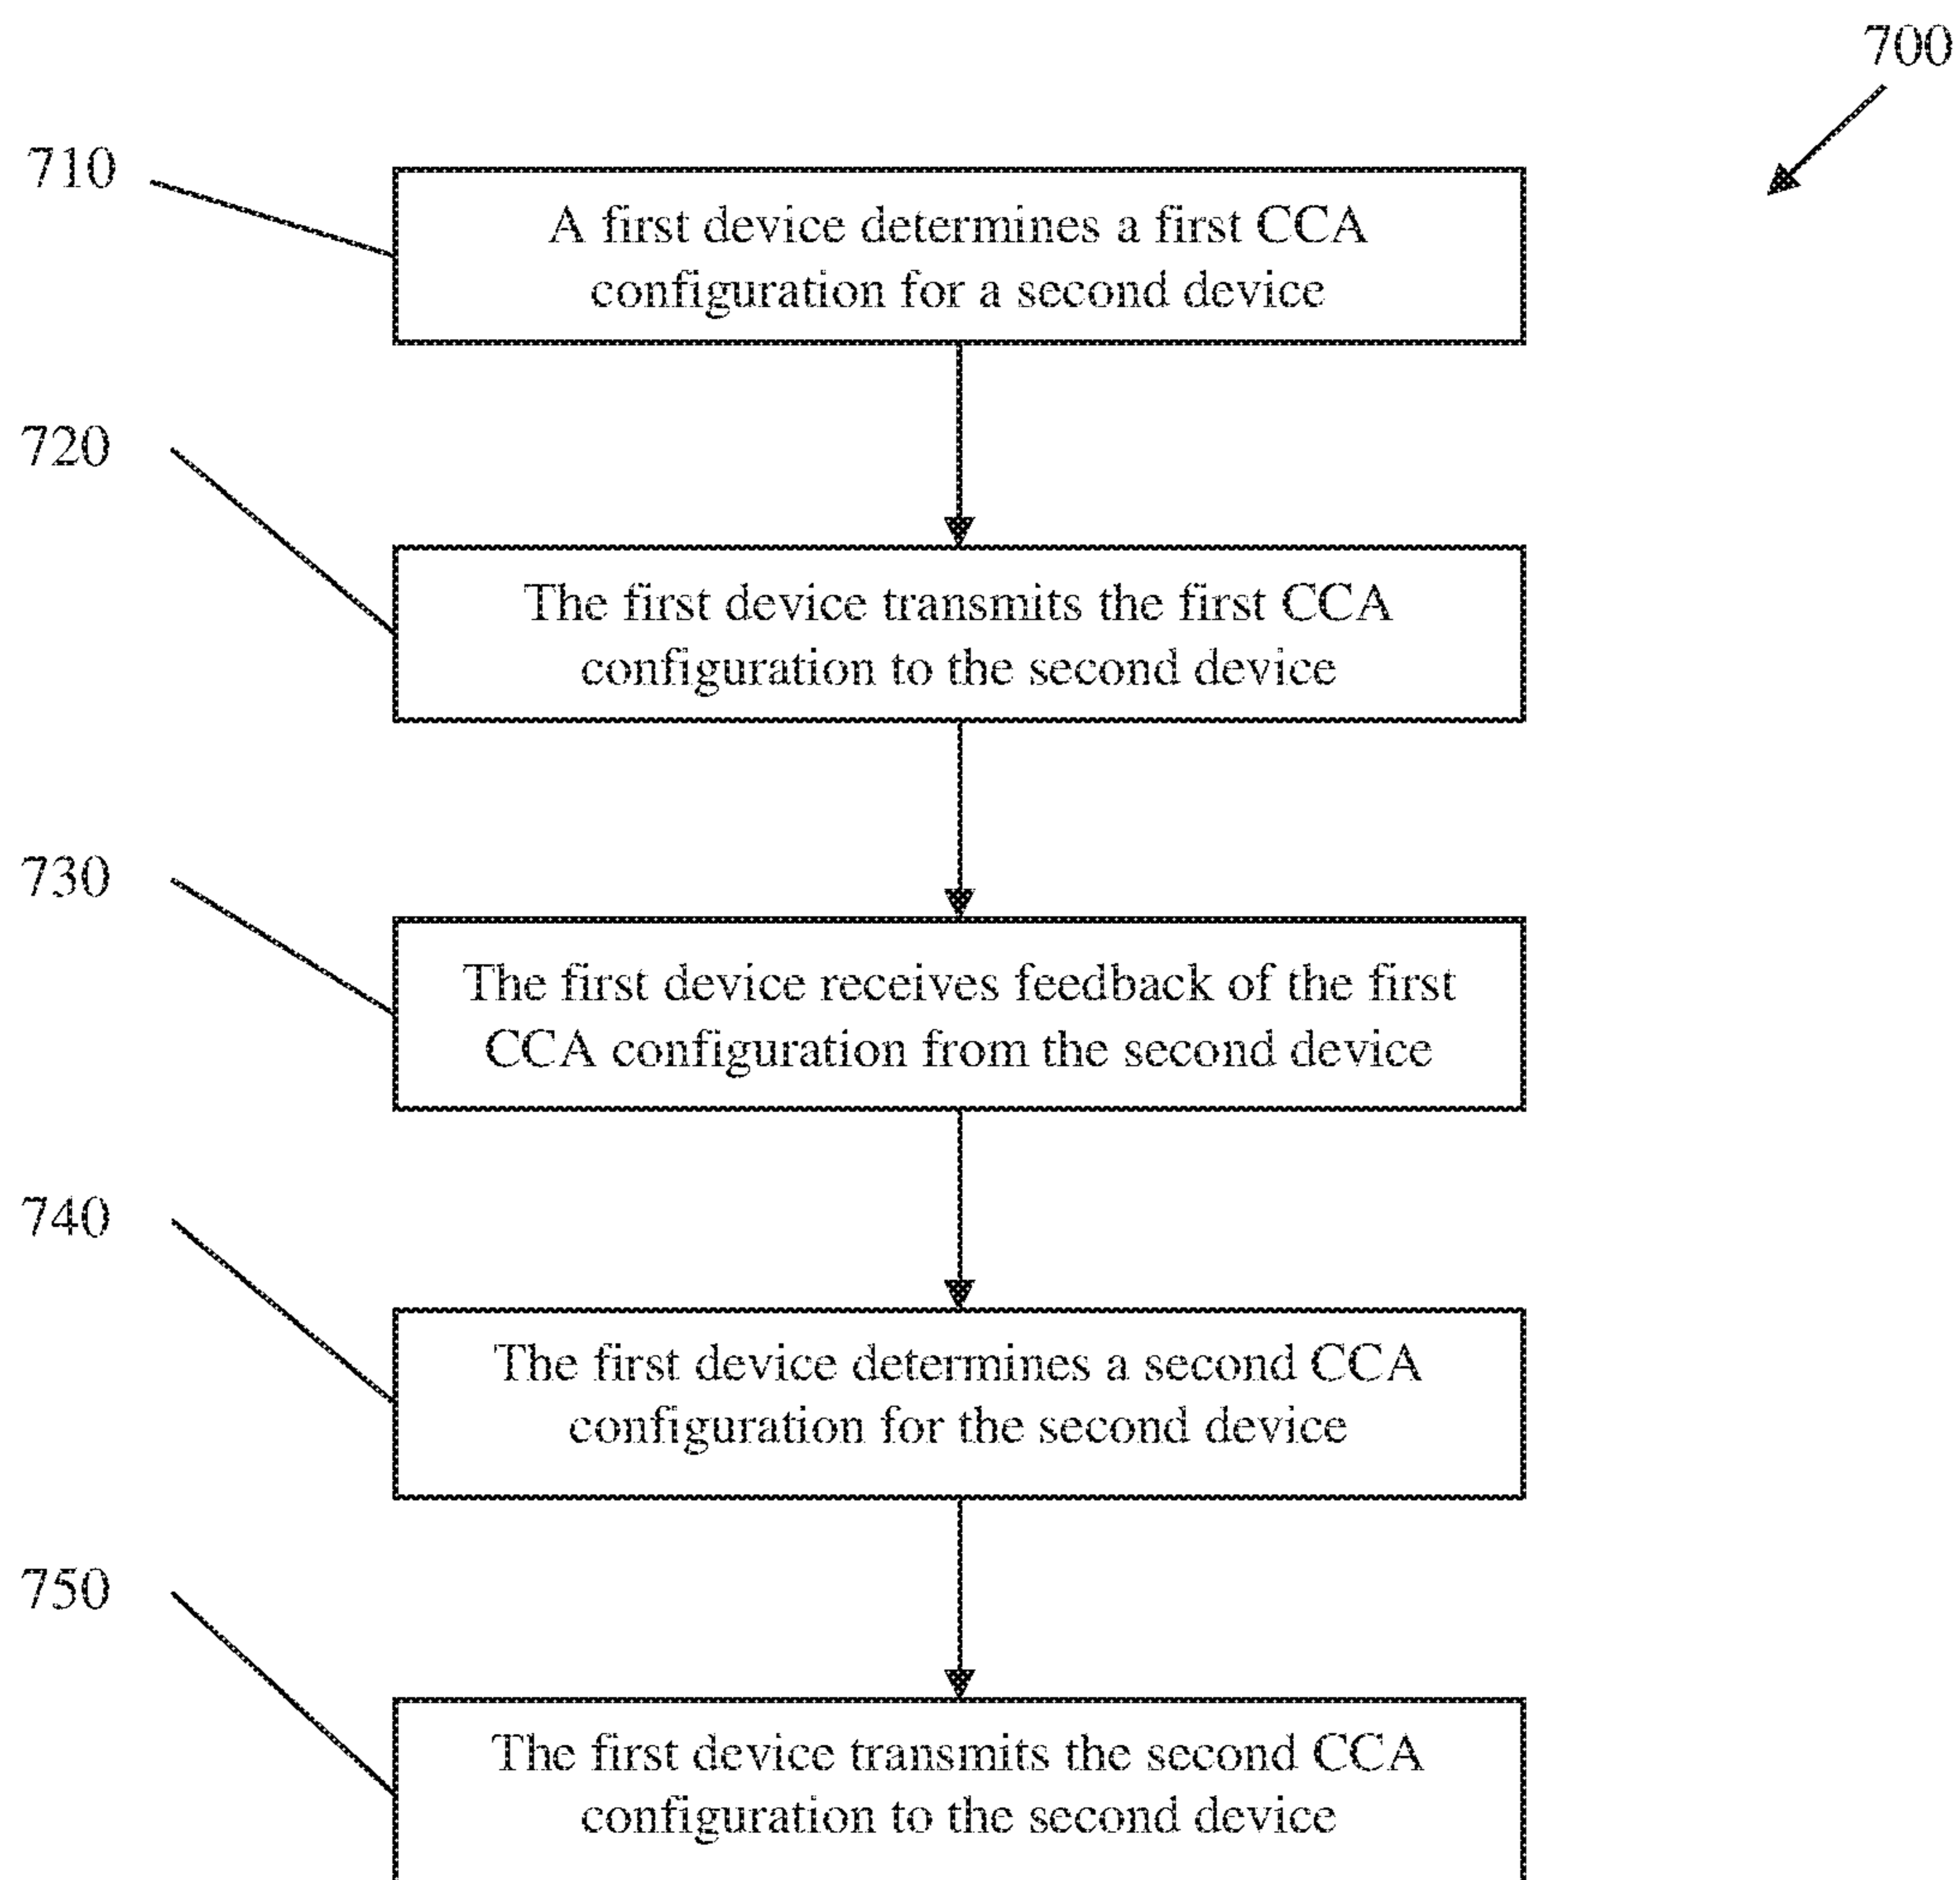 700
710
A first device determines a first CCA
configuration for a second device
720
The first device transmits the first CCA
configuration to the second device
730
The first device receives feedback of the first
CCA configuration from the second device
740
The first device determines a second CCA
configuration for the second device
750
The first device transmits the second CCA
configuration to the second device